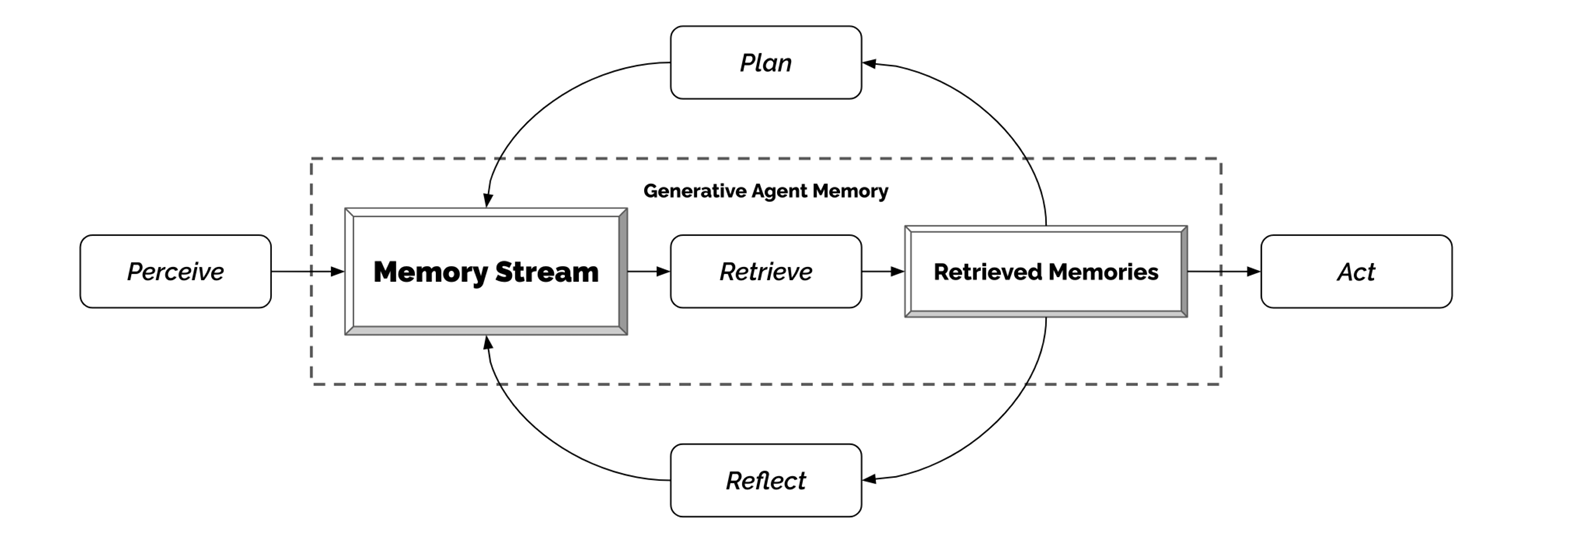 Plan
Generative Agent Memory
Perceive
Memory Stream
Retrieve
Retrieved Memories
Act
Reflect